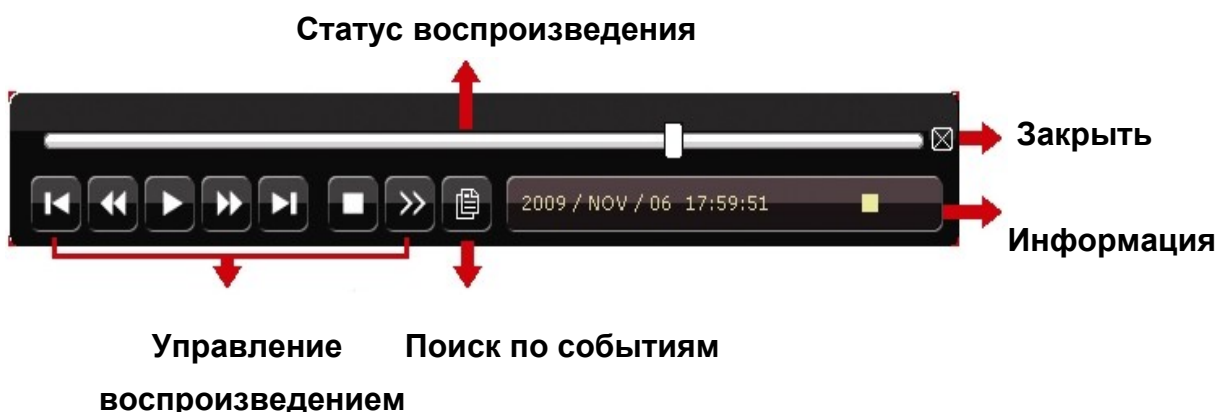 Статус воспроизведения
Закрыть
2009 / NOV / 06 17:59:51
Информация
Управление
воспроизведением
Поиск по событиям